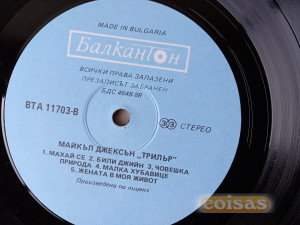 MADE IN BULGARIA
Балкантон
ВСИЧКИ ПРАВА ЗАПАЗЕНИ
ПРЕЗАПИСЪТ ЗАБРАНЕН
БДС 4648-88
ВТА 11703-В
33 СТЕРЕО
МАЙКЪЛ ДЖЕКСЪН „ТРИЛЪР"
1. МАХАЙ СЕ 2. БИЛИ ДЖИЙН 3. ЧОВЕШКА
ПРИРОДА 4. МАЛКА ХУБАВИЦЕ
5. ЖЕНАТА В МОЯ ЖИВОТ
Произведено по лиценз
coisas